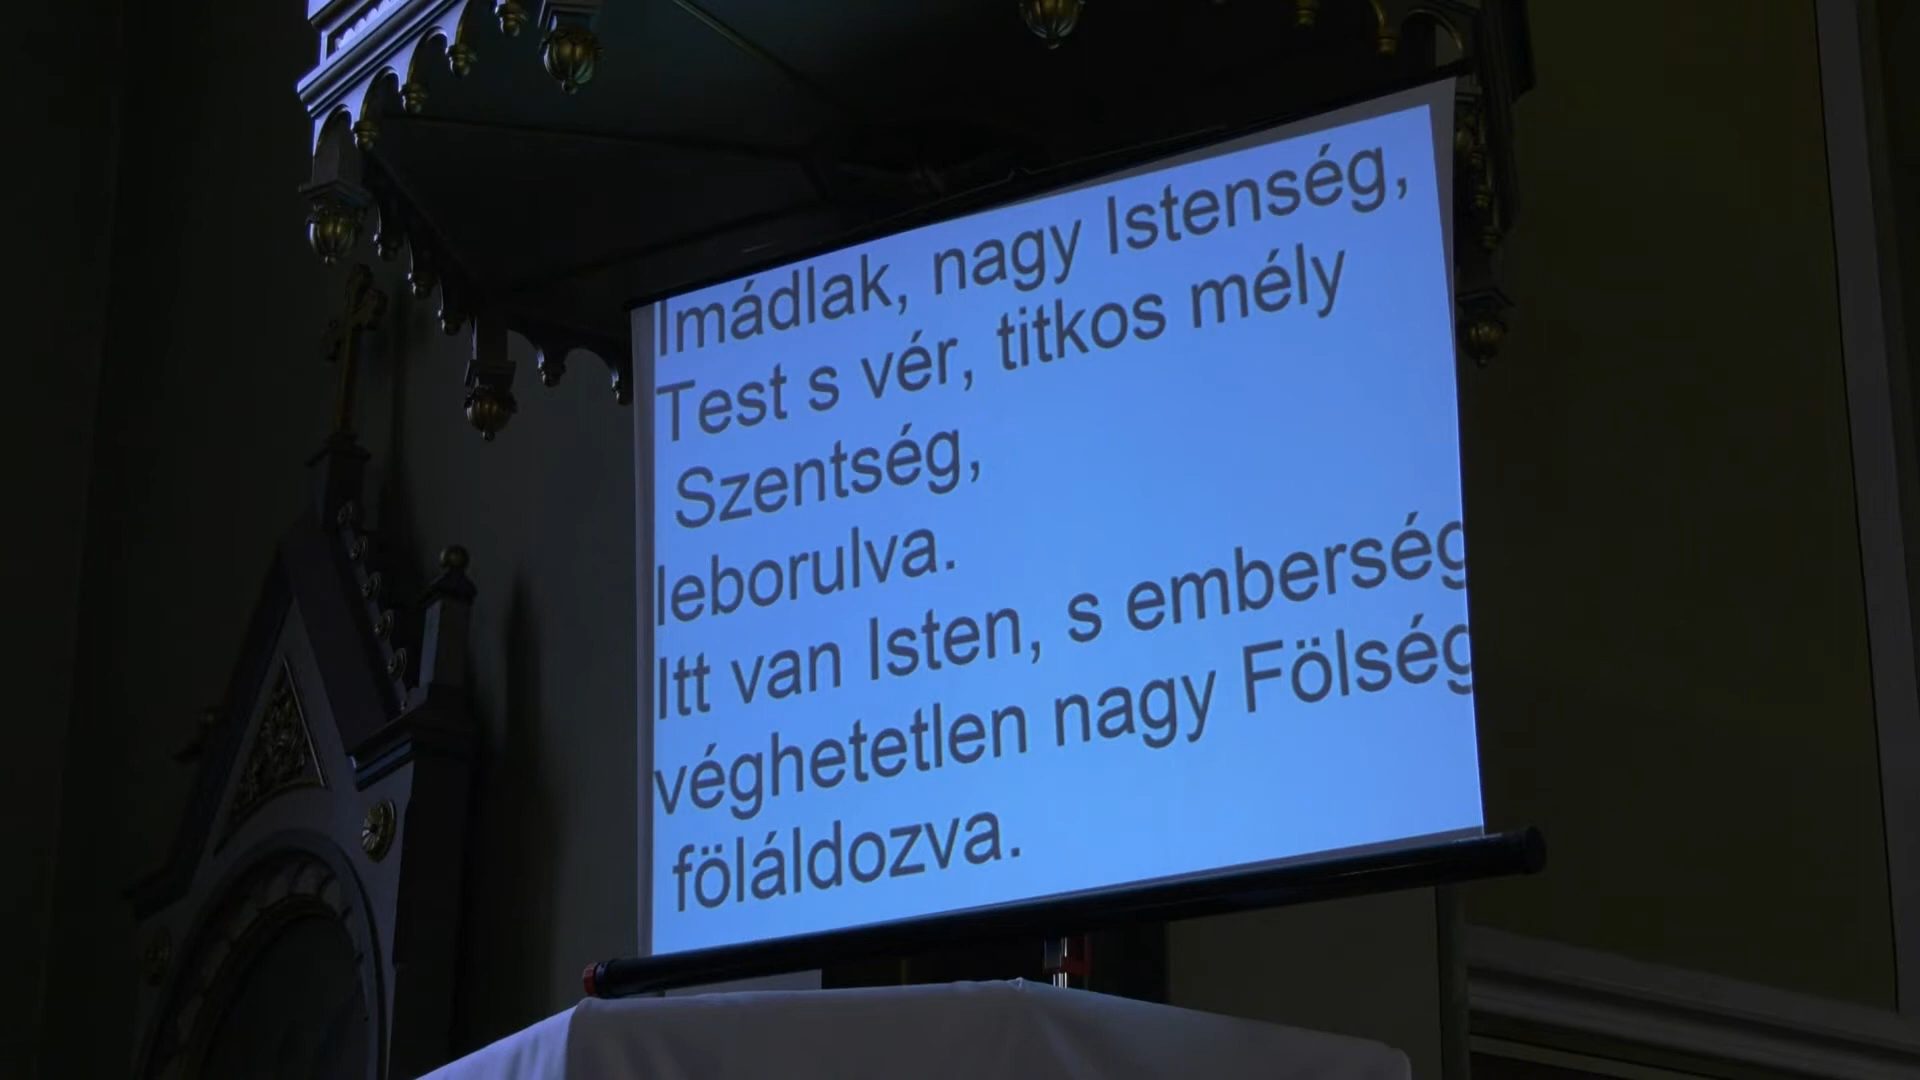 Imádlak, nagy Istenség,
Test s vér, titkos mély
Szentség,
leborulva.
Itt van Isten, s emberség
véghetetlen nagy Fölség
föláldozva.